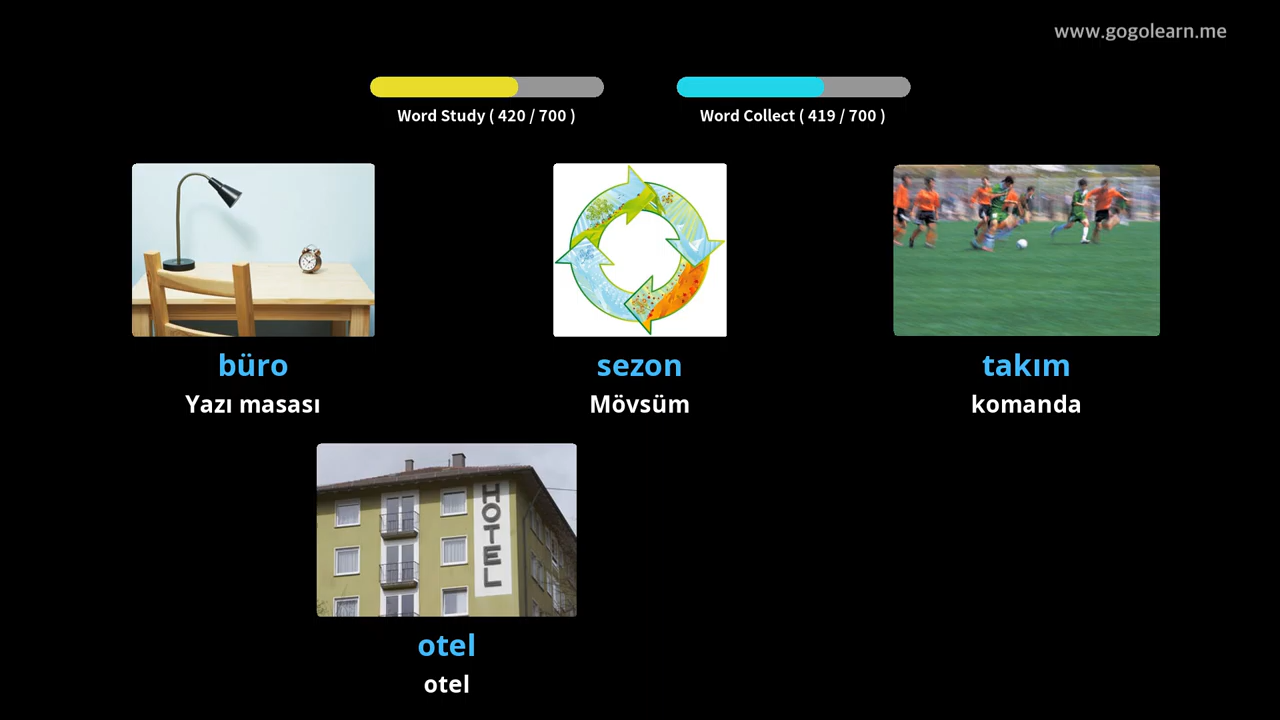 www.gogolearn.me
Word Study ( 420 / 700 )
Word Collect ( 419 / 700 )
büro
Yazı masası
sezon
Mövsüm
takım
komanda
HOTEL
otel
otel